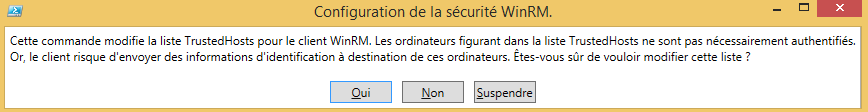 Configuration de la sécurité WinRM.
Cette commande modifie la liste TrustedHosts pour le client WinRM. Les ordinateurs figurant dans la liste TrustedHosts ne sont pas nécessairement authentifiés.
Or, le client risque d'envoyer des informations d'identification à destination de ces ordinateurs. Êtes-vous sûr de vouloir modifier cette liste ?
Oui Non Suspendre